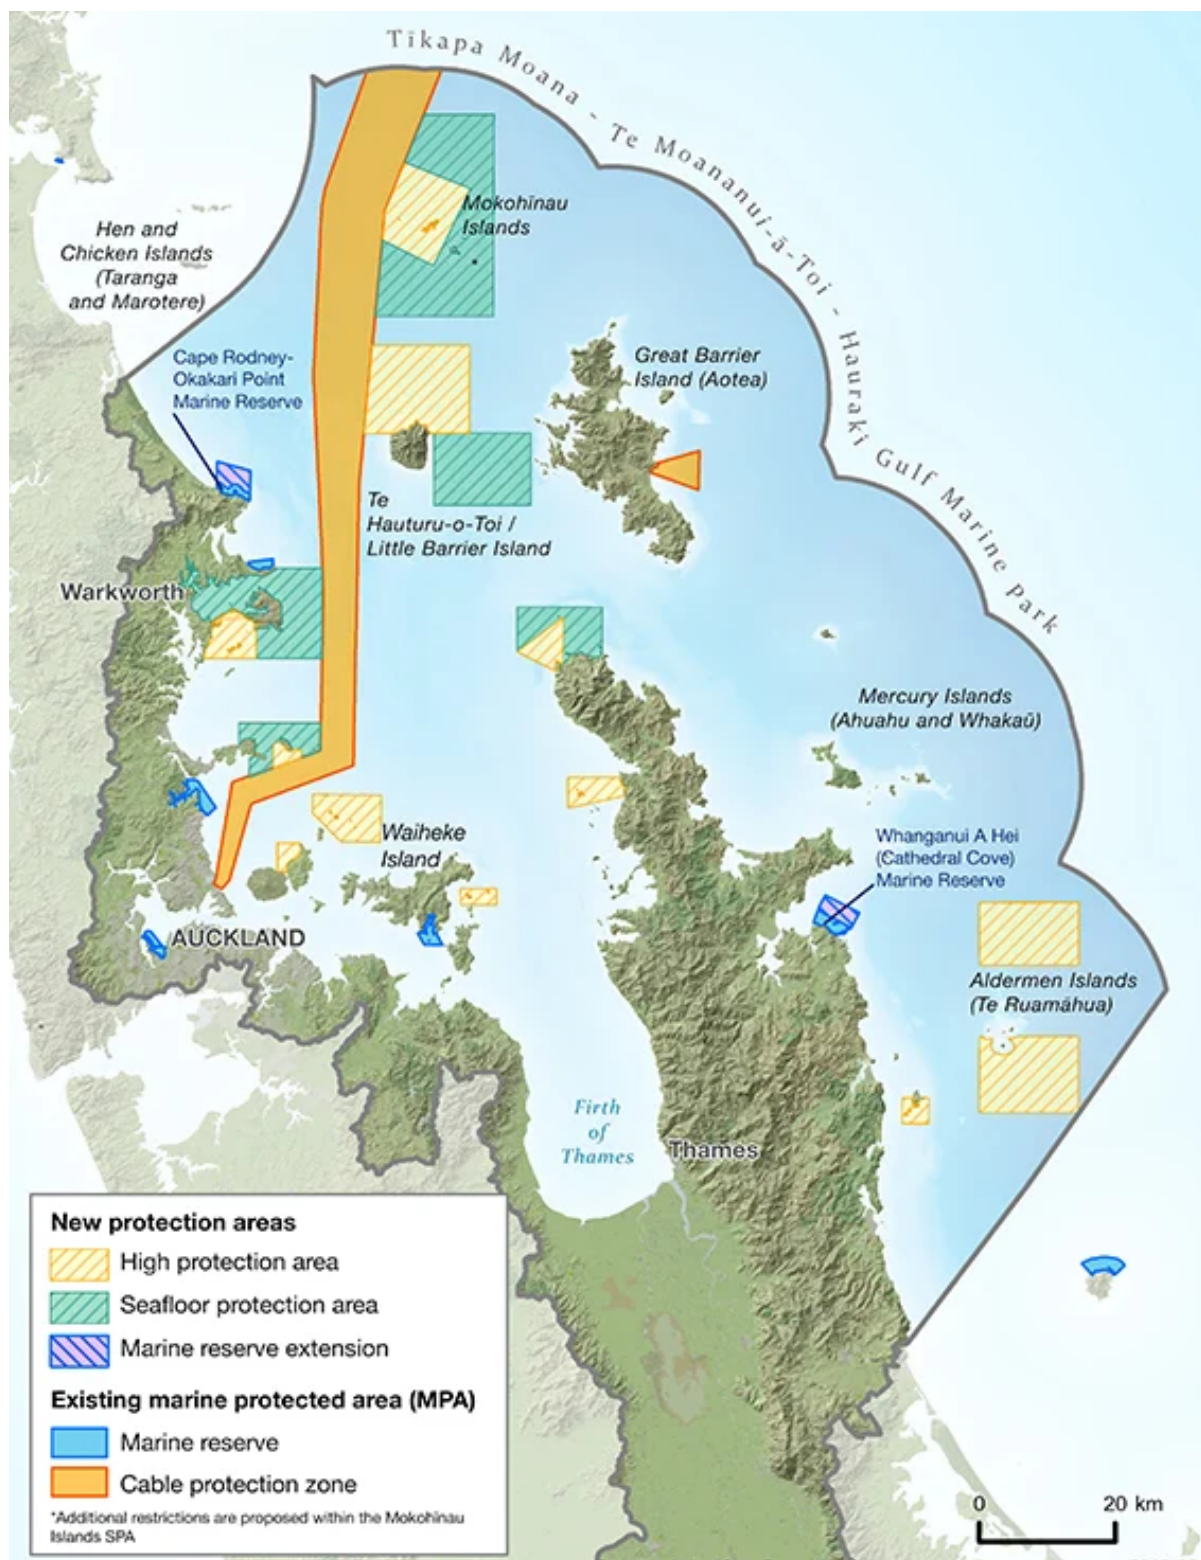 Tīkapa Moana - Te Moananui-ā-Toi - Hauraki Gulf Marine Park
Mokohīnau
Islands
Hen and
Chicken Islands
(Taranga
and Marotere)
Cape Rodney-
Okakari Point
Marine Reserve
Great Barrier
Island (Aotea)
Te
Hauturu-o-Toi /
Little Barrier Island
Warkworth
Mercury Islands
(Ahuahu and Whakaū)
Waiheke
Island
Whanganui A Hei
(Cathedral Cove)
Marine Reserve
AUCKLAND
Aldermen Islands
(Te Ruamāhua)
Firth
of
Thames
Thames
New protection areas
High protection area
Seafloor protection area
Marine reserve extension
Existing marine protected area (MPA)
Marine reserve
Cable protection zone
*Additional restrictions are proposed within the Mokohīnau
Islands SPA
0 20 km